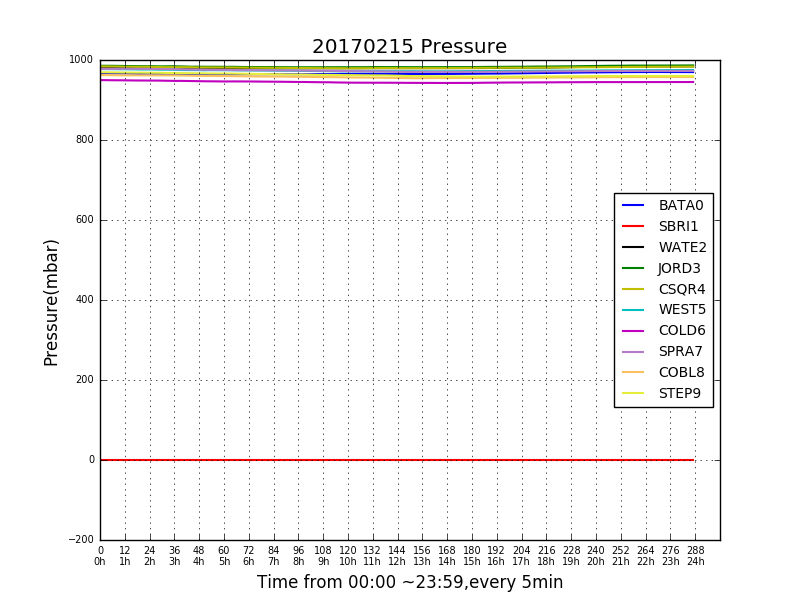 20170215 Pressure
1000
800
600
400
200
0
−200
Pressure(mbar)
BATA0
SBRI1
WATE2
JORD3
CSQR4
WEST5
COLD6
SPRA7
COBL8
STEP9
0 12 24 36 48 60 72 84 96 108 120 132 144 156 168 180 192 204 216 228 240 252 264 276 288
0h 1h 2h 3h 4h 5h 6h 7h 8h 9h 10h 11h 12h 13h 14h 15h 16h 17h 18h 19h 20h 21h 22h 23h 24h
Time from 00:00 ~23:59,every 5min